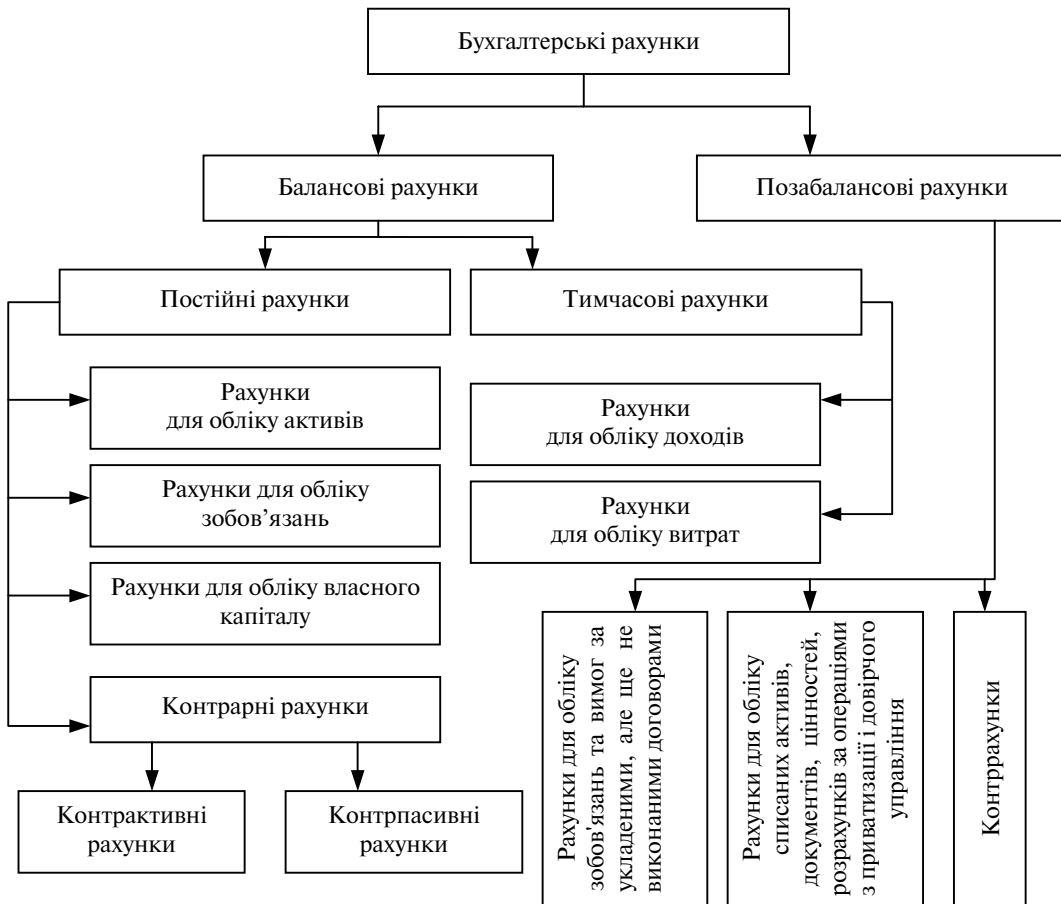 Бухгалтерські рахунки
Балансові рахунки
Позабалансові рахунки
Постійні рахунки
Тимчасові рахунки
Рахунки
для обліку активів
Рахунки для обліку
зобов’язань
Рахунки для обліку власного
капіталу
Контрарні рахунки
Контрактивні
рахунки
Контрпасивні
рахунки
Рахунки
для обліку доходів
Рахунки
для обліку витрат
Рахунки для обліку
зобов'язань та вимог за
укладеними, але ще не
виконаними договорами
Рахунки для обліку
списаних активів,
документів, цінностей,
розрахунків за операціями
з приватизації і довірчого
управління
Контррахунки